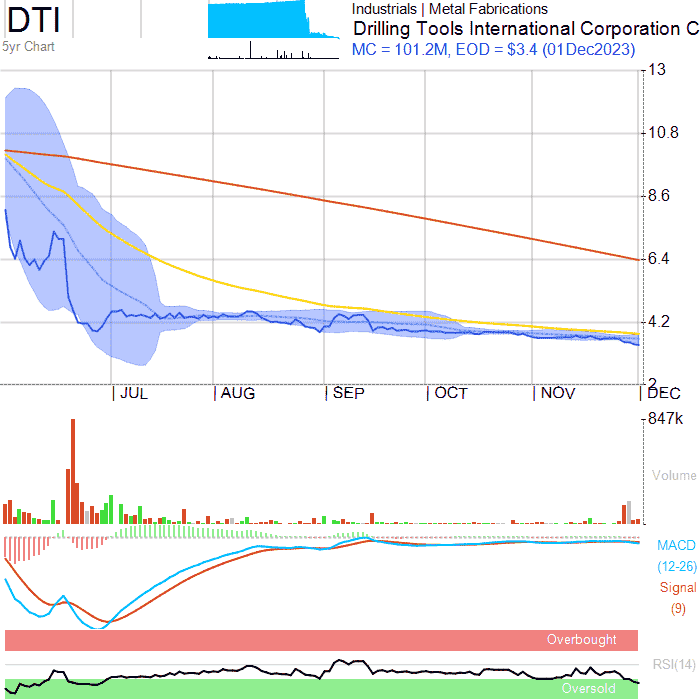 DTI
Industrials | Metal Fabrications
Drilling Tools International Corporation C
5yr Chart
MC = 101.2M, EOD = $3.4 (01Dec2023)
13
10.8
8.6
6.4
4.2
2
JUL
AUG
SEP
OCT
NOV
DEC
847k
Volume
MACD
(12-26)
Signal
(9)
Overbought
RSI(14)
Oversold